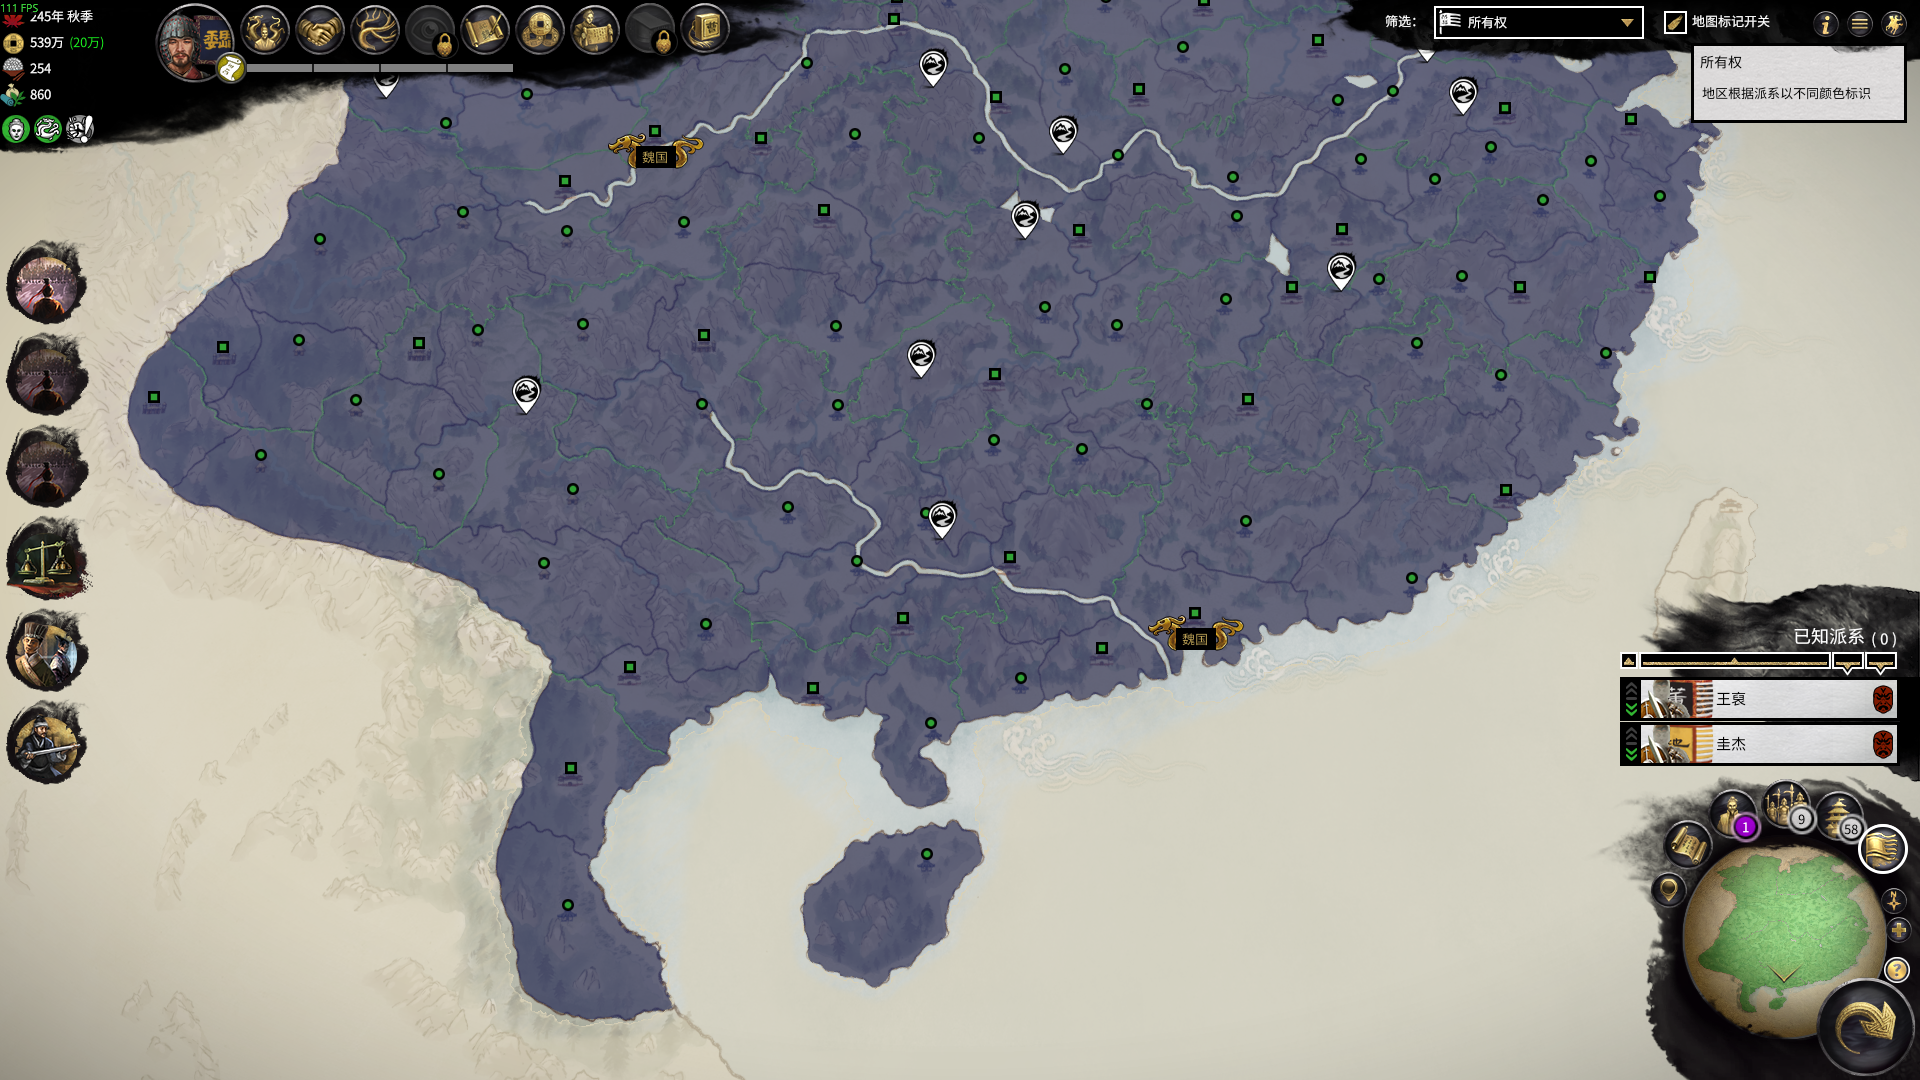 111 FPS
245年 秋季
539万 (20万)
254
860
筛选：
所有权
地图标记开关
所有权
地区根据派系以不同颜色标识
魏国
魏国
已知派系 (0)
王裒
圭杰
1
9
58
N